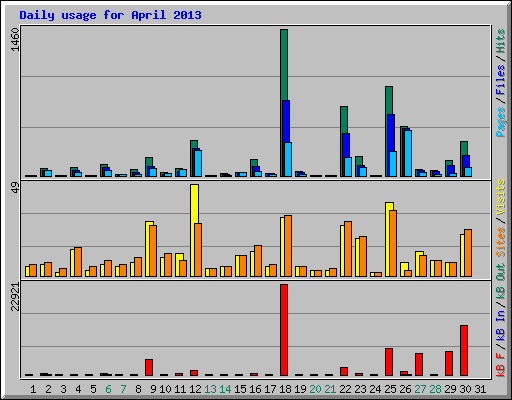 Daily usage for April 2013
1460
Pages / Files / Hits
49
Sites / Visits
22921
kB F / kB In / kB Out
1 2 3 4 5 6 7 8 9 10 11 12 13 14 15 16 17 18 19 20 21 22 23 24 25 26 27 28 29 30 31